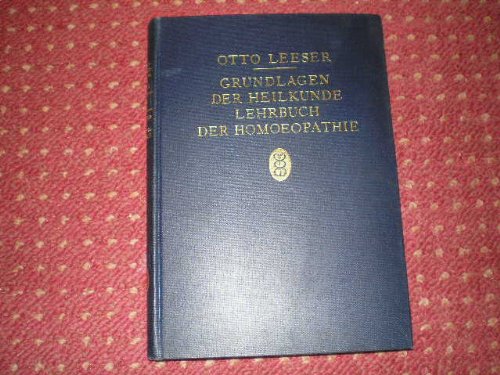 OTTO LEESER
GRUNDLAGEN
DER HEILKUNDE
LEHRBUCH
DER HOMOEOPATHIE